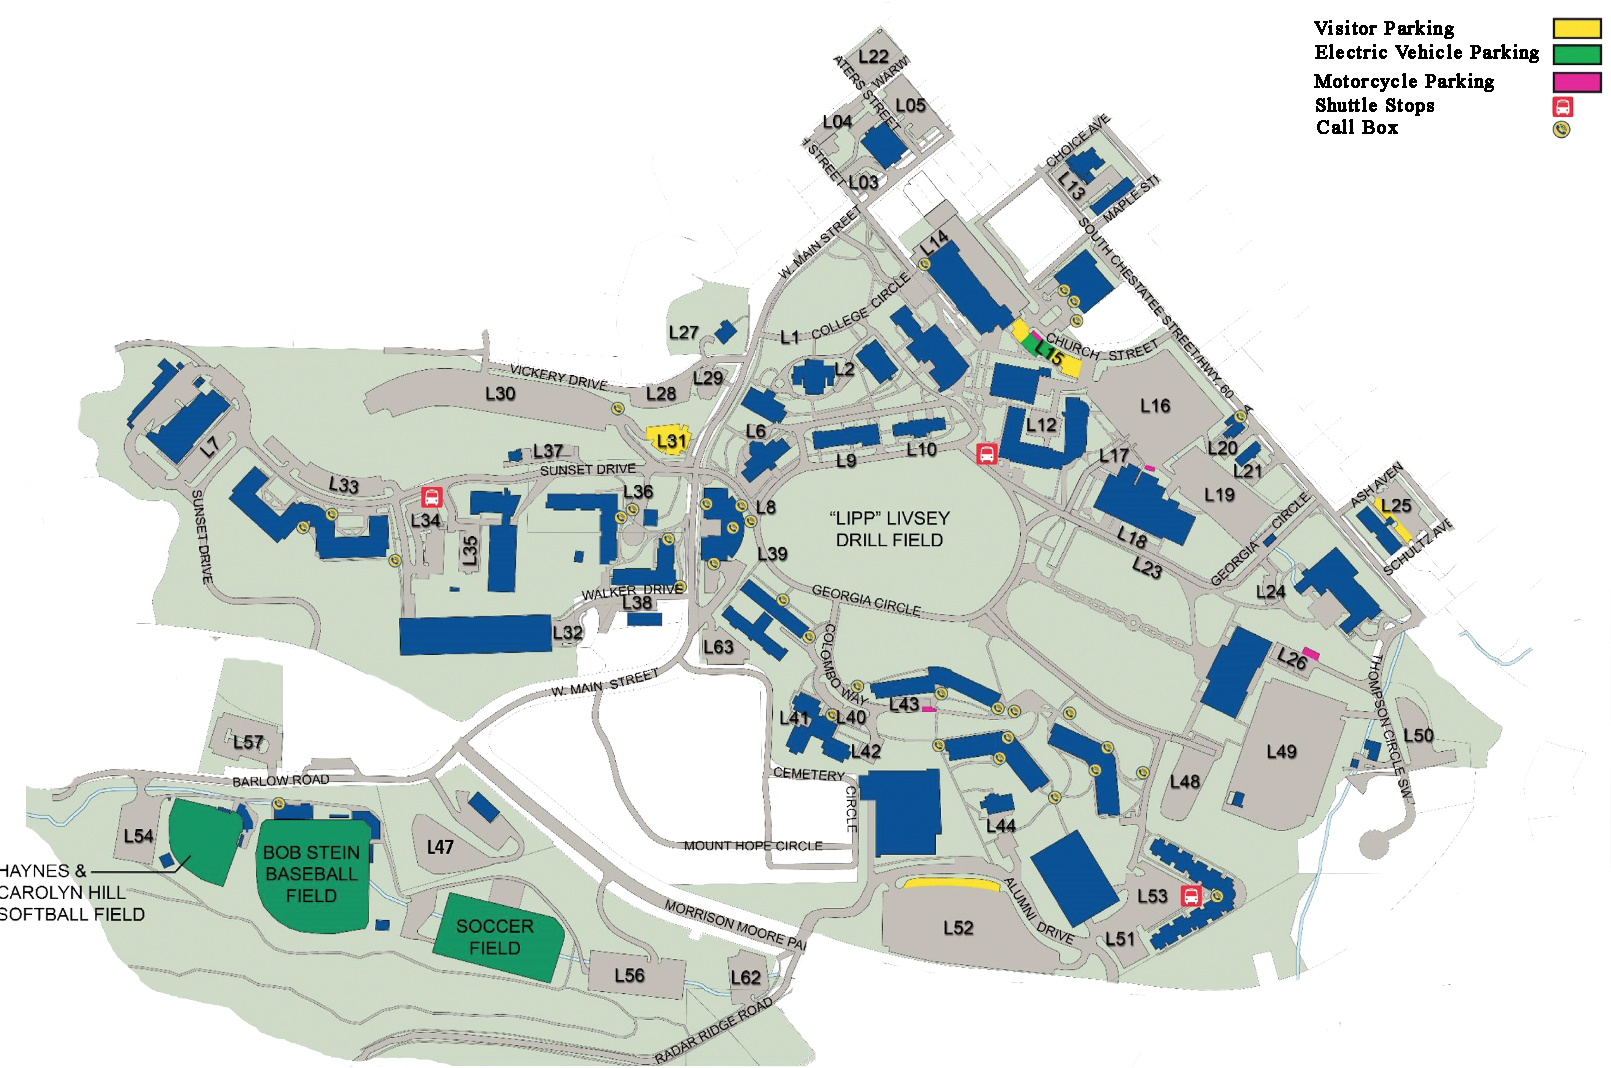 Visitor Parking
Electric Vehicle Parking
Motorcycle Parking
Shuttle Stops
Call Box
L22
WARW
ATERS STREET
L05
L04
H STREET
L03
CHOICE AVE
L13
MAPLE STI
W. MAIN STREET
L14
SOUTH CHESTATEE STREET/HWY. 60
COLLEGE CIRCLE
L1
L27
L15
CHURCH STREET
L2
VICKERY DRIVE
L29
L28
L30
L16
L31
L6
L12
L10
L9
L20
L21
L7
L37
SUNSET DRIVE
L17
L33
L36
L19
L8
L34
ASH AVEN
L25
SCHULTZ AVE
SUNSET DRIVE
L35
"LIPP" LIVSEY
DRILL FIELD
L18
L39
L23
GEORGIA CIRCLE
L24
WALKER DRIVE
L38
GEORGIA CIRCLE
L32
L63
COLOMBO WAY
L26
THOMPSON CIRCLE SW
W. MAIN STREET
L43
L41
L40
L42
L57
L49
L50
BARLOW ROAD
CEMETERY
CIRCLE
L48
L54
L44
MOUNT HOPE CIRCLE
L47
BOB STEIN
BASEBALL
FIELD
HAYNES &
CAROLYN HILL
SOFTBALL FIELD
L53
ALUMNI DRIVE
L52
L51
SOCCER
FIELD
MORRISON MOORE PA
L56
L62
RADAR RIDGE ROAD